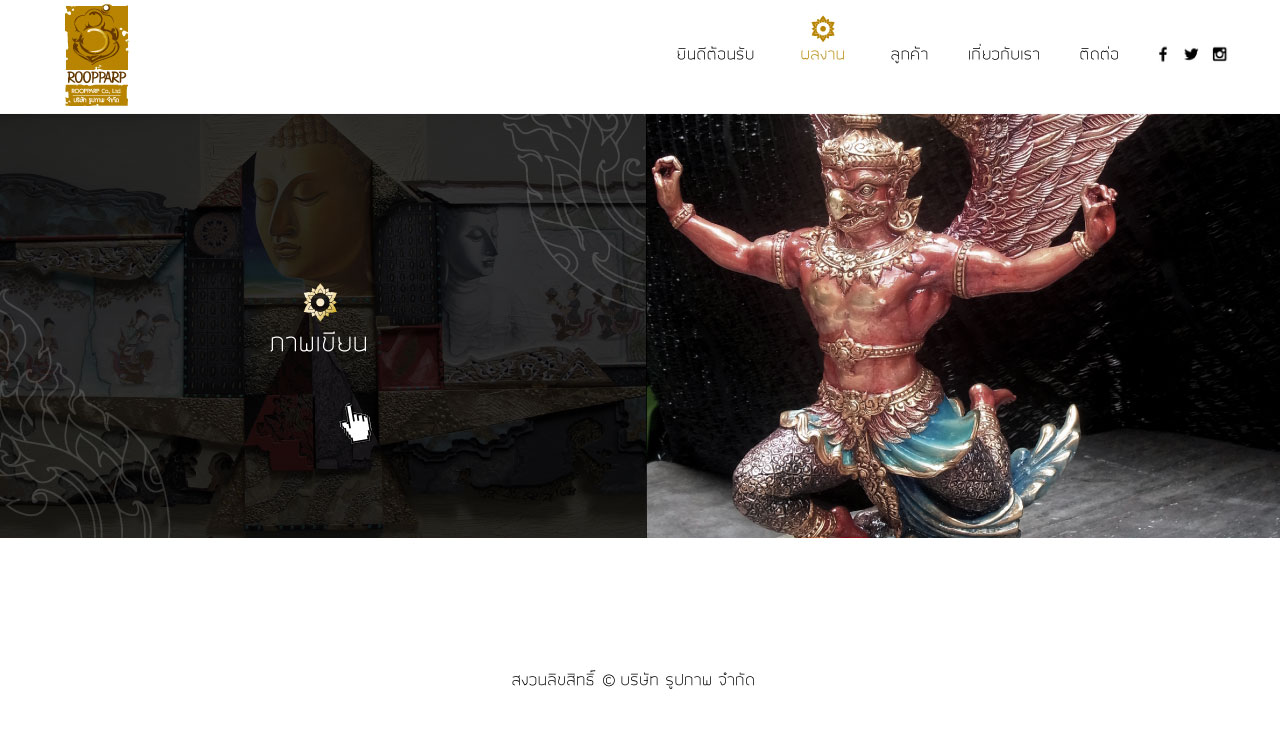 ROOPPARP
ROOPPARP Co., Ltd.
บริษัท รูปภาพ จำกัด
ยินดีต้อนรับ ผลงาน ลูกค้า เกี่ยวกับเรา ติดต่อ
ภาพเขียน
สงวนลิขสิทธิ์ © บริษัท รูปภาพ จำกัด